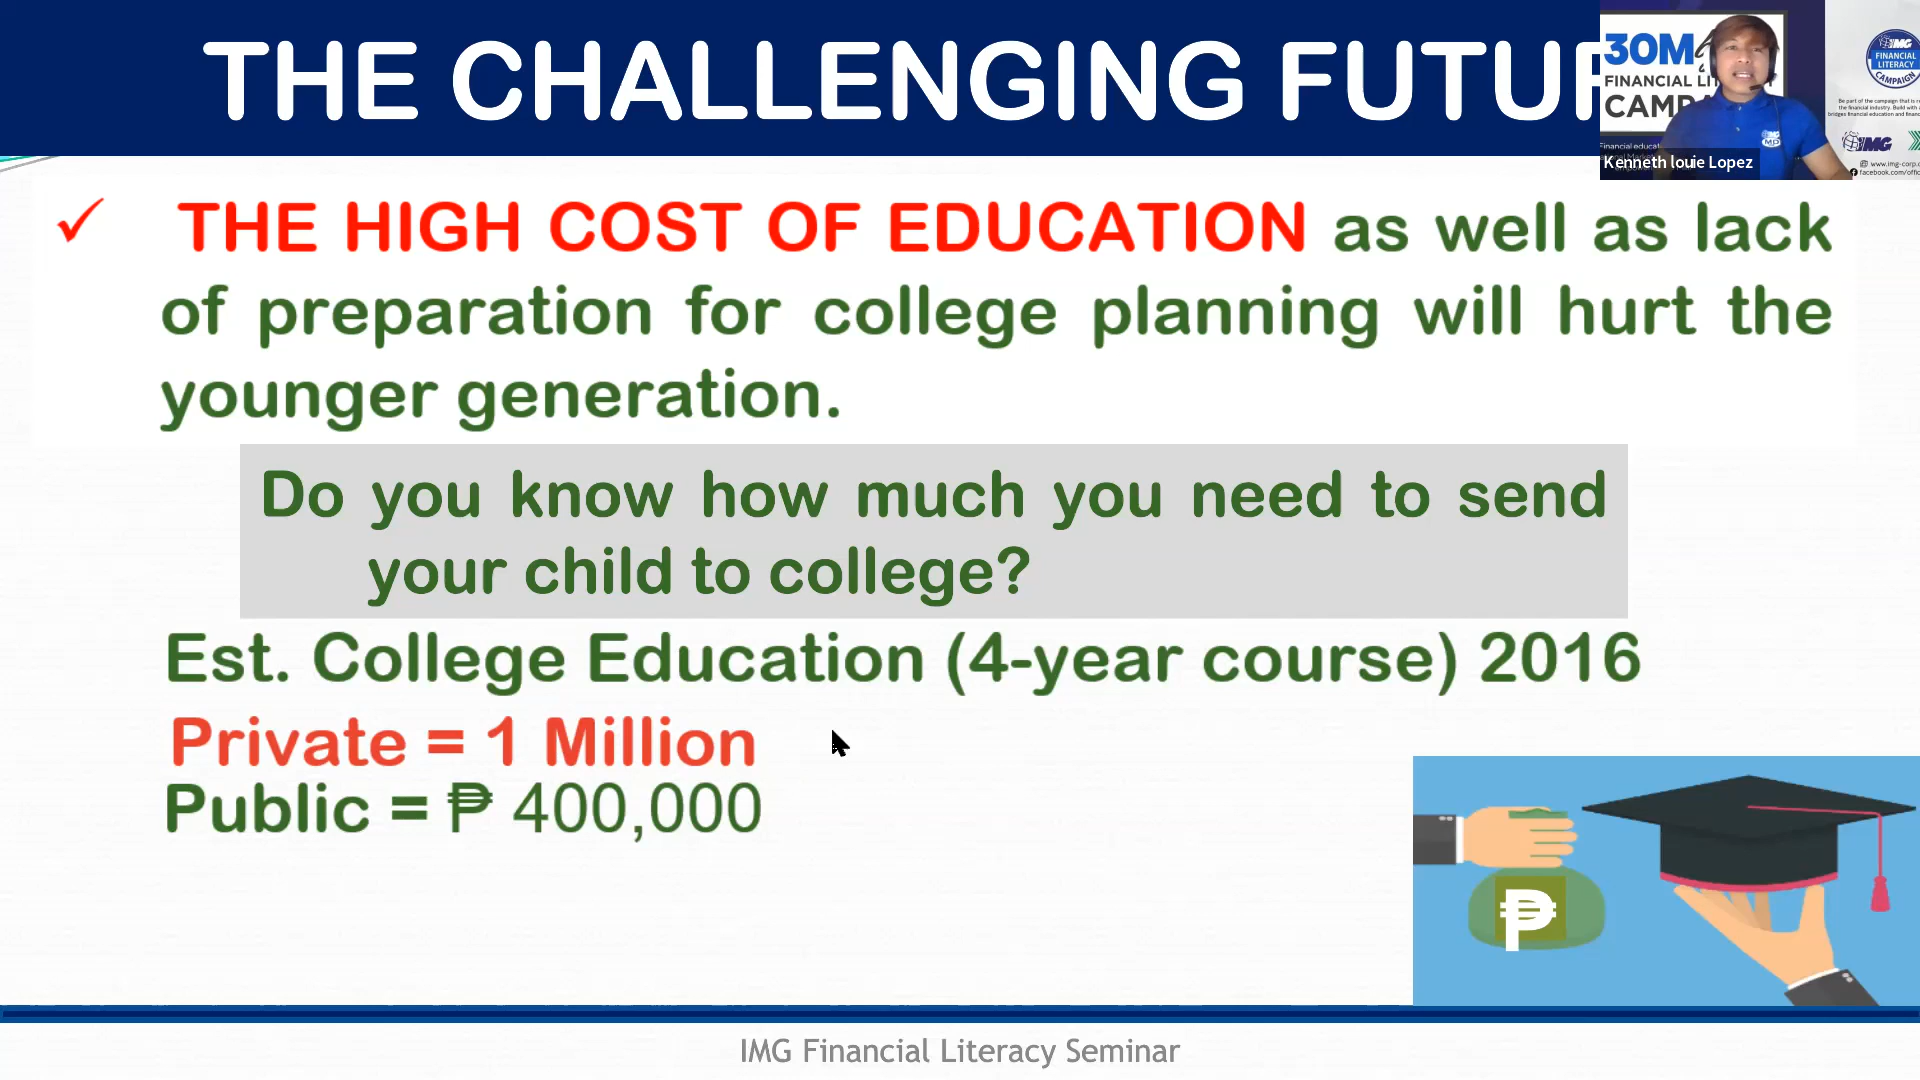 THE CHALLENGING FUTUR
30M
FINANCIAL
CAMP
Kenneth louie Lopez
IMG
MD
IMG
FINANCIAL
LITERACY
CAMPAIGN
IMG
✓ THE HIGH COST OF EDUCATION as well as lack
of preparation for college planning will hurt the
younger generation.
Do you know how much you need to send
your child to college?
Est. College Education (4-year course) 2016
Private = 1 Million
Public = ₱ 400,000
₱
IMG Financial Literacy Seminar